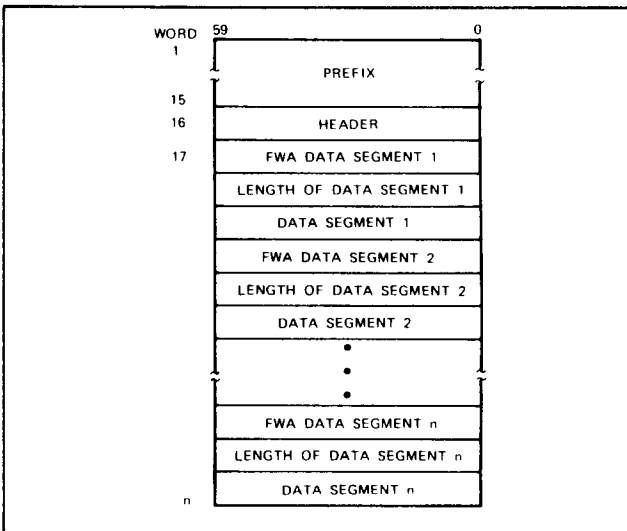 WORD 59 0
1
PREFIX
15
16 HEADER
17 FWA DATA SEGMENT 1
LENGTH OF DATA SEGMENT 1
DATA SEGMENT 1
FWA DATA SEGMENT 2
LENGTH OF DATA SEGMENT 2
DATA SEGMENT 2
FWA DATA SEGMENT n
LENGTH OF DATA SEGMENT n
n DATA SEGMENT n